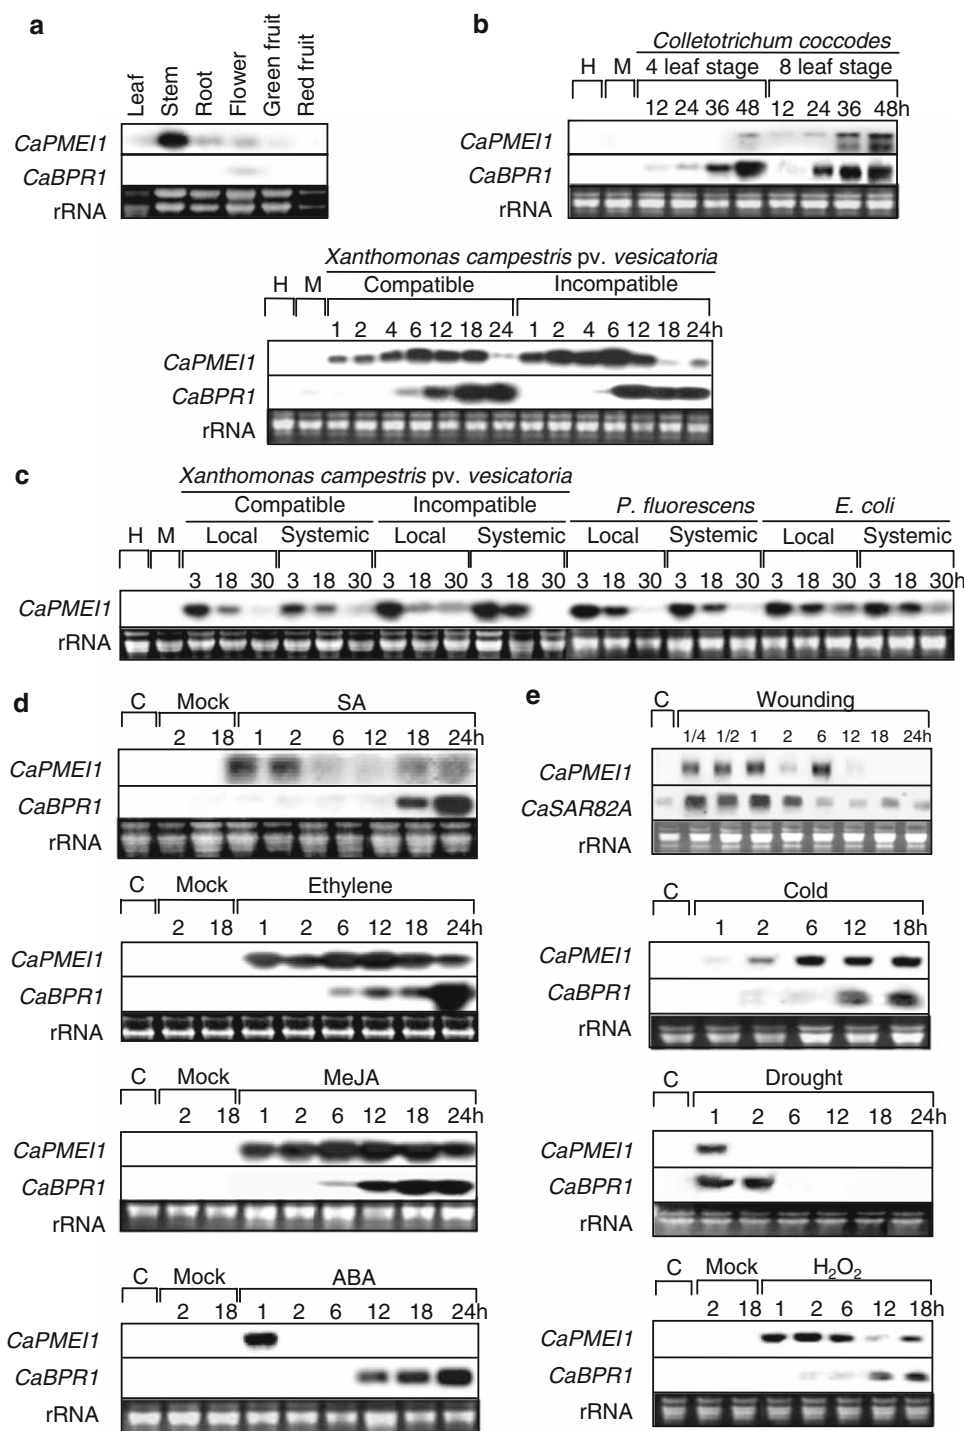 a
Leaf
Stem
Root
Flower
Green fruit
Red fruit
CaPMEI1
CaBPR1
rRNA
b
Colletotrichum coccodes
H M 4 leaf stage 8 leaf stage
12 24 36 48 12 24 36 48h
CaPMEI1
CaBPR1
rRNA
Xanthomonas campestris pv. vesicatoria
H M Compatible Incompatible
1 2 4 6 12 18 24 1 2 4 6 12 18 24h
CaPMEI1
CaBPR1
rRNA
c
Xanthomonas campestris pv. vesicatoria
Compatible Incompatible P. fluorescens E. coli
H M Local Systemic Local Systemic Local Systemic Local Systemic
3 18 30 3 18 30 3 18 30 3 18 30 3 18 30 3 18 30 3 18 30 3 18 30h
CaPMEI1
rRNA
d
C Mock SA
2 18 1 2 6 12 18 24h
CaPMEI1
CaBPR1
rRNA
C Mock Ethylene
2 18 1 2 6 12 18 24h
CaPMEI1
CaBPR1
rRNA
C Mock MeJA
2 18 1 2 6 12 18 24h
CaPMEI1
CaBPR1
rRNA
C Mock ABA
2 18 1 2 6 12 18 24h
CaPMEI1
CaBPR1
rRNA
e
C Wounding
1/4 1/2 1 2 6 12 18 24h
CaPMEI1
CaSAR82A
rRNA
C Cold
1 2 6 12 18h
CaPMEI1
CaBPR1
rRNA
C Drought
1 2 6 12 18 24h
CaPMEI1
CaBPR1
rRNA
C Mock H₂O₂
2 18 1 2 6 12 18h
CaPMEI1
CaBPR1
rRNA